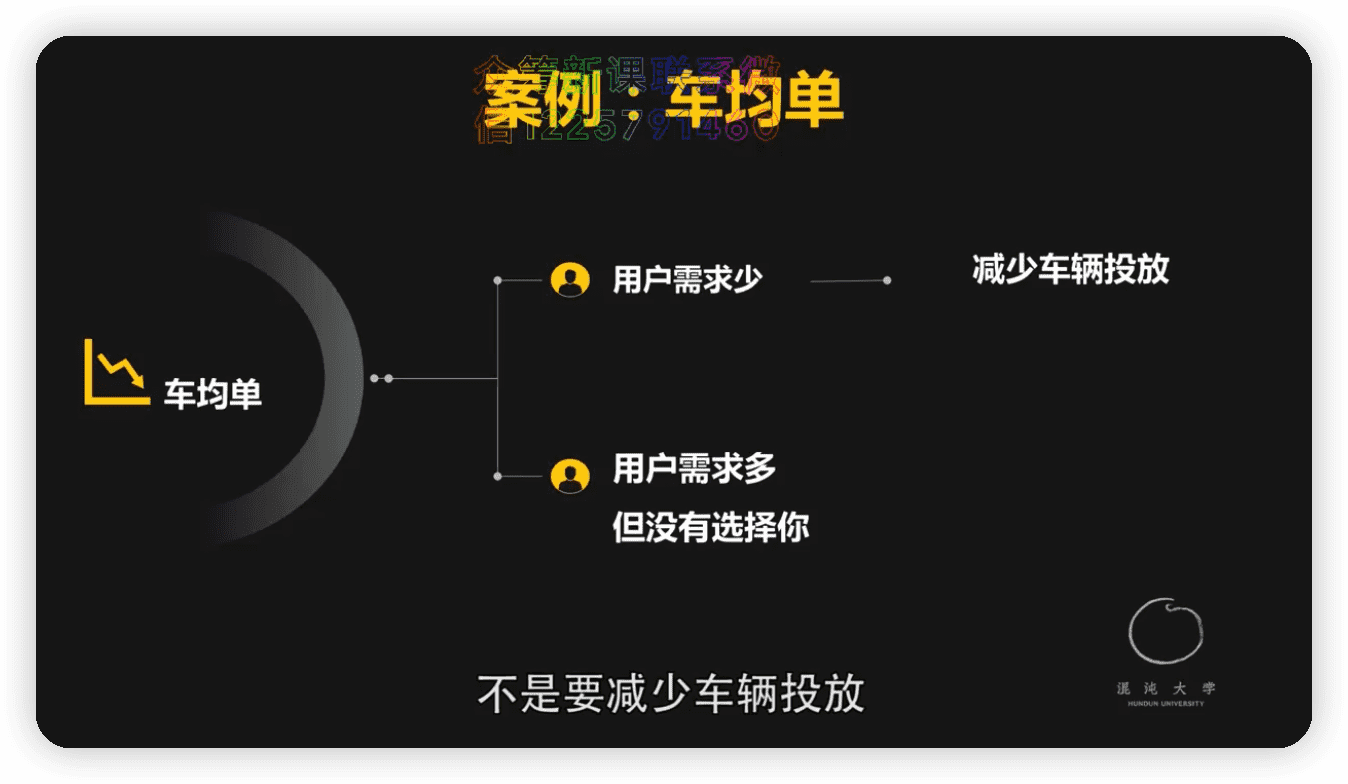 众筹新课联系微
信1225791460
案例：车均单
用户需求少
减少车辆投放
车均单
用户需求多
但没有选择你
不是要减少车辆投放
混沌大学
HUNDUN UNIVERSITY